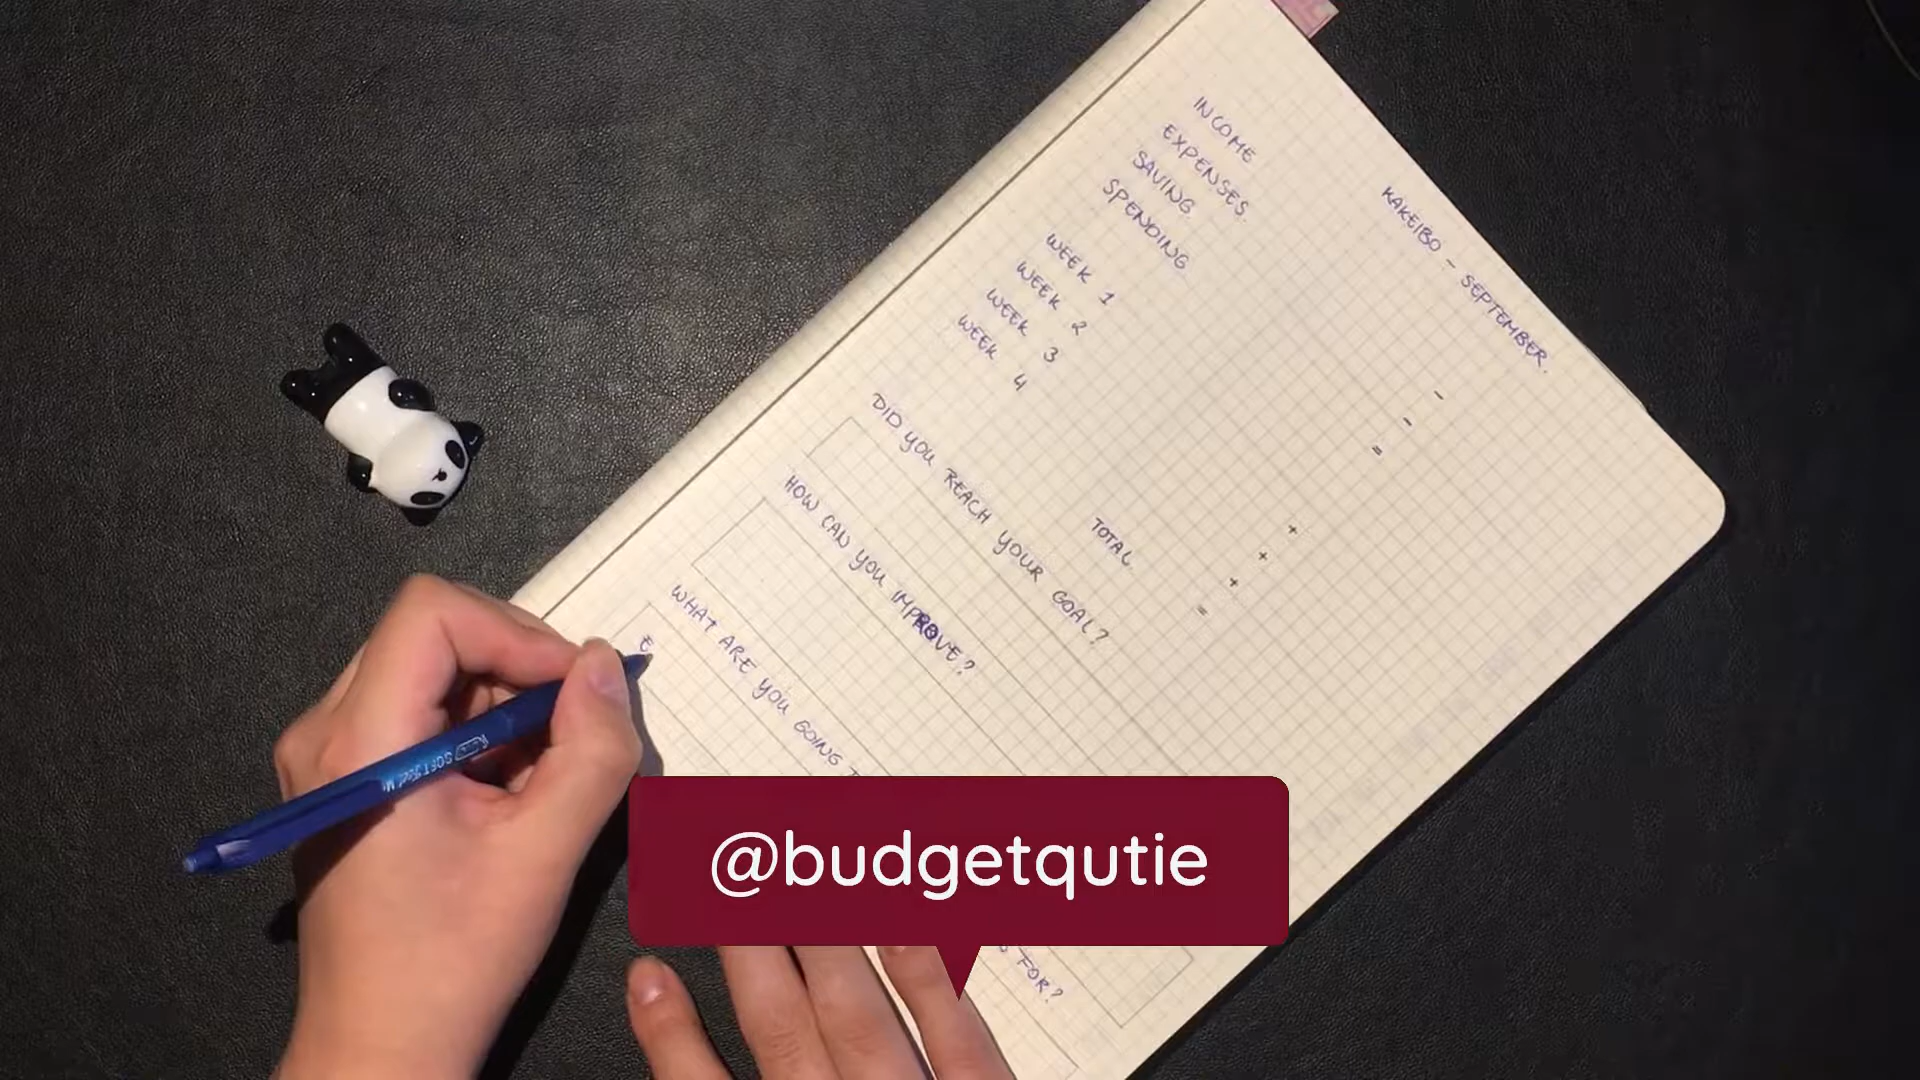 KAKEIBO ~ SEPTEMBER.
INCOME
EXPENSES -
SAVING -
SPENDING =
WEEK 1
WEEK 2 +
WEEK 3 +
WEEK 4 +
TOTAL =
DID YOU REACH YOUR GOAL?
HOW CAN YOU IMPROVE?
WHAT ARE YOU GOING
FOR?
E
@budgetqutie